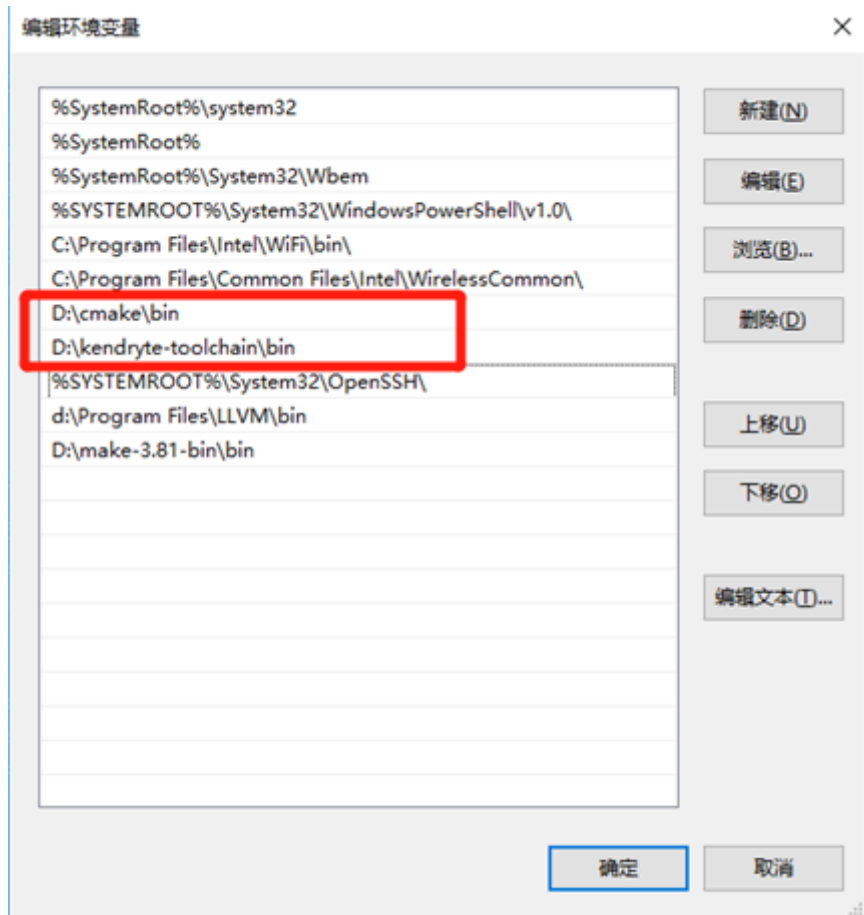 编辑环境变量
%SystemRoot%\system32
%SystemRoot%
%SystemRoot%\System32\Wbem
%SYSTEMROOT%\System32\WindowsPowerShell\v1.0\
C:\Program Files\Intel\WiFi\bin\
C:\Program Files\Common Files\Intel\WirelessCommon\
D:\cmake\bin
D:\kendryte-toolchain\bin
%SYSTEMROOT%\System32\OpenSSH\
d:\Program Files\LLVM\bin
D:\make-3.81-bin\bin
新建(N)
编辑(E)
浏览(B)...
删除(D)
上移(U)
下移(O)
编辑文本(T)...
确定
取消